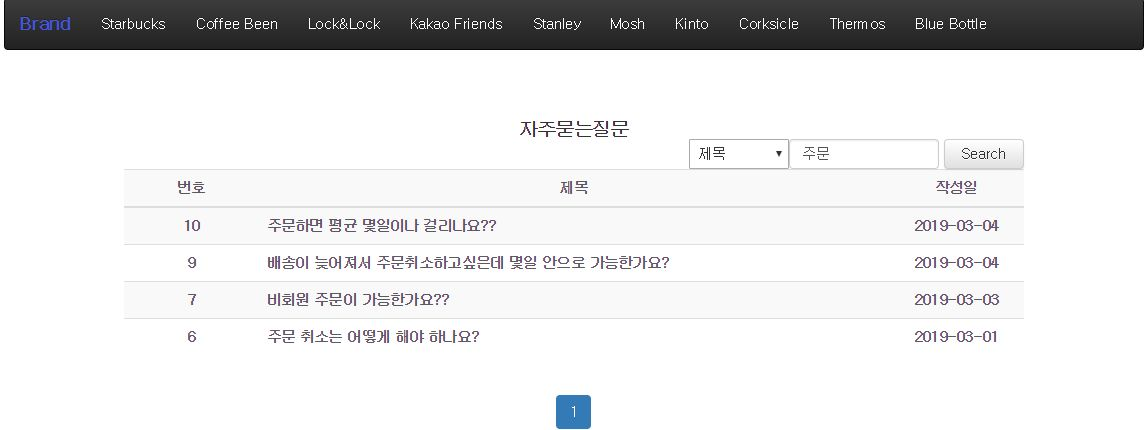 Brand Starbucks Coffee Been Lock&Lock Kakao Friends Stanley Mosh Kinto Corksicle Thermos Blue Bottle
자주묻는질문
제목 주문 Search
번호 제목 작성일
10 주문하면 평균 몇일이나 걸리나요?? 2019-03-04
9 배송이 늦어져서 주문취소하고싶은데 몇일 안으로 가능한가요? 2019-03-04
7 비회원 주문이 가능한가요?? 2019-03-03
6 주문 취소는 어떻게 해야 하나요? 2019-03-01
1